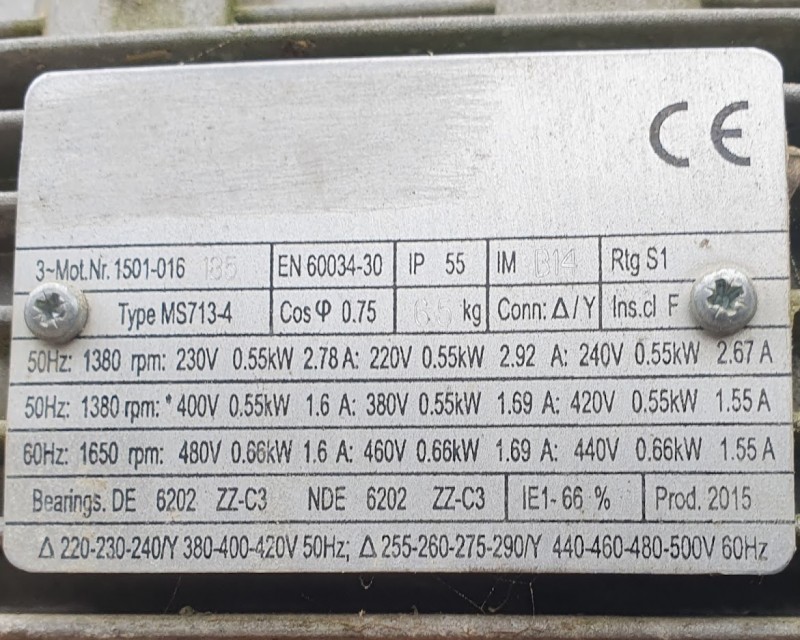 CE
3~Mot.Nr. 1501-016 135 EN 60034-30 IP 55 IM B14 Rtg S1
Type MS713-4 Cos φ 0.75 kg Conn: Δ/Y Ins.cl F
50Hz: 1380 rpm: 230V 0.55kW 2.78 A: 220V 0.55kW 2.92 A: 240V 0.55kW 2.67 A
50Hz: 1380 rpm: *400V 0.55kW 1.6 A: 380V 0.55kW 1.69 A: 420V 0.55kW 1.55 A
60Hz: 1650 rpm: 480V 0.66kW 1.6 A: 460V 0.66kW 1.69 A: 440V 0.66kW 1.55 A
Bearings. DE 6202 ZZ-C3 NDE 6202 ZZ-C3 IE1- 66 % Prod. 2015
Δ 220-230-240/Y 380-400-420V 50Hz; Δ 255-260-275-290/Y 440-460-480-500V 60Hz